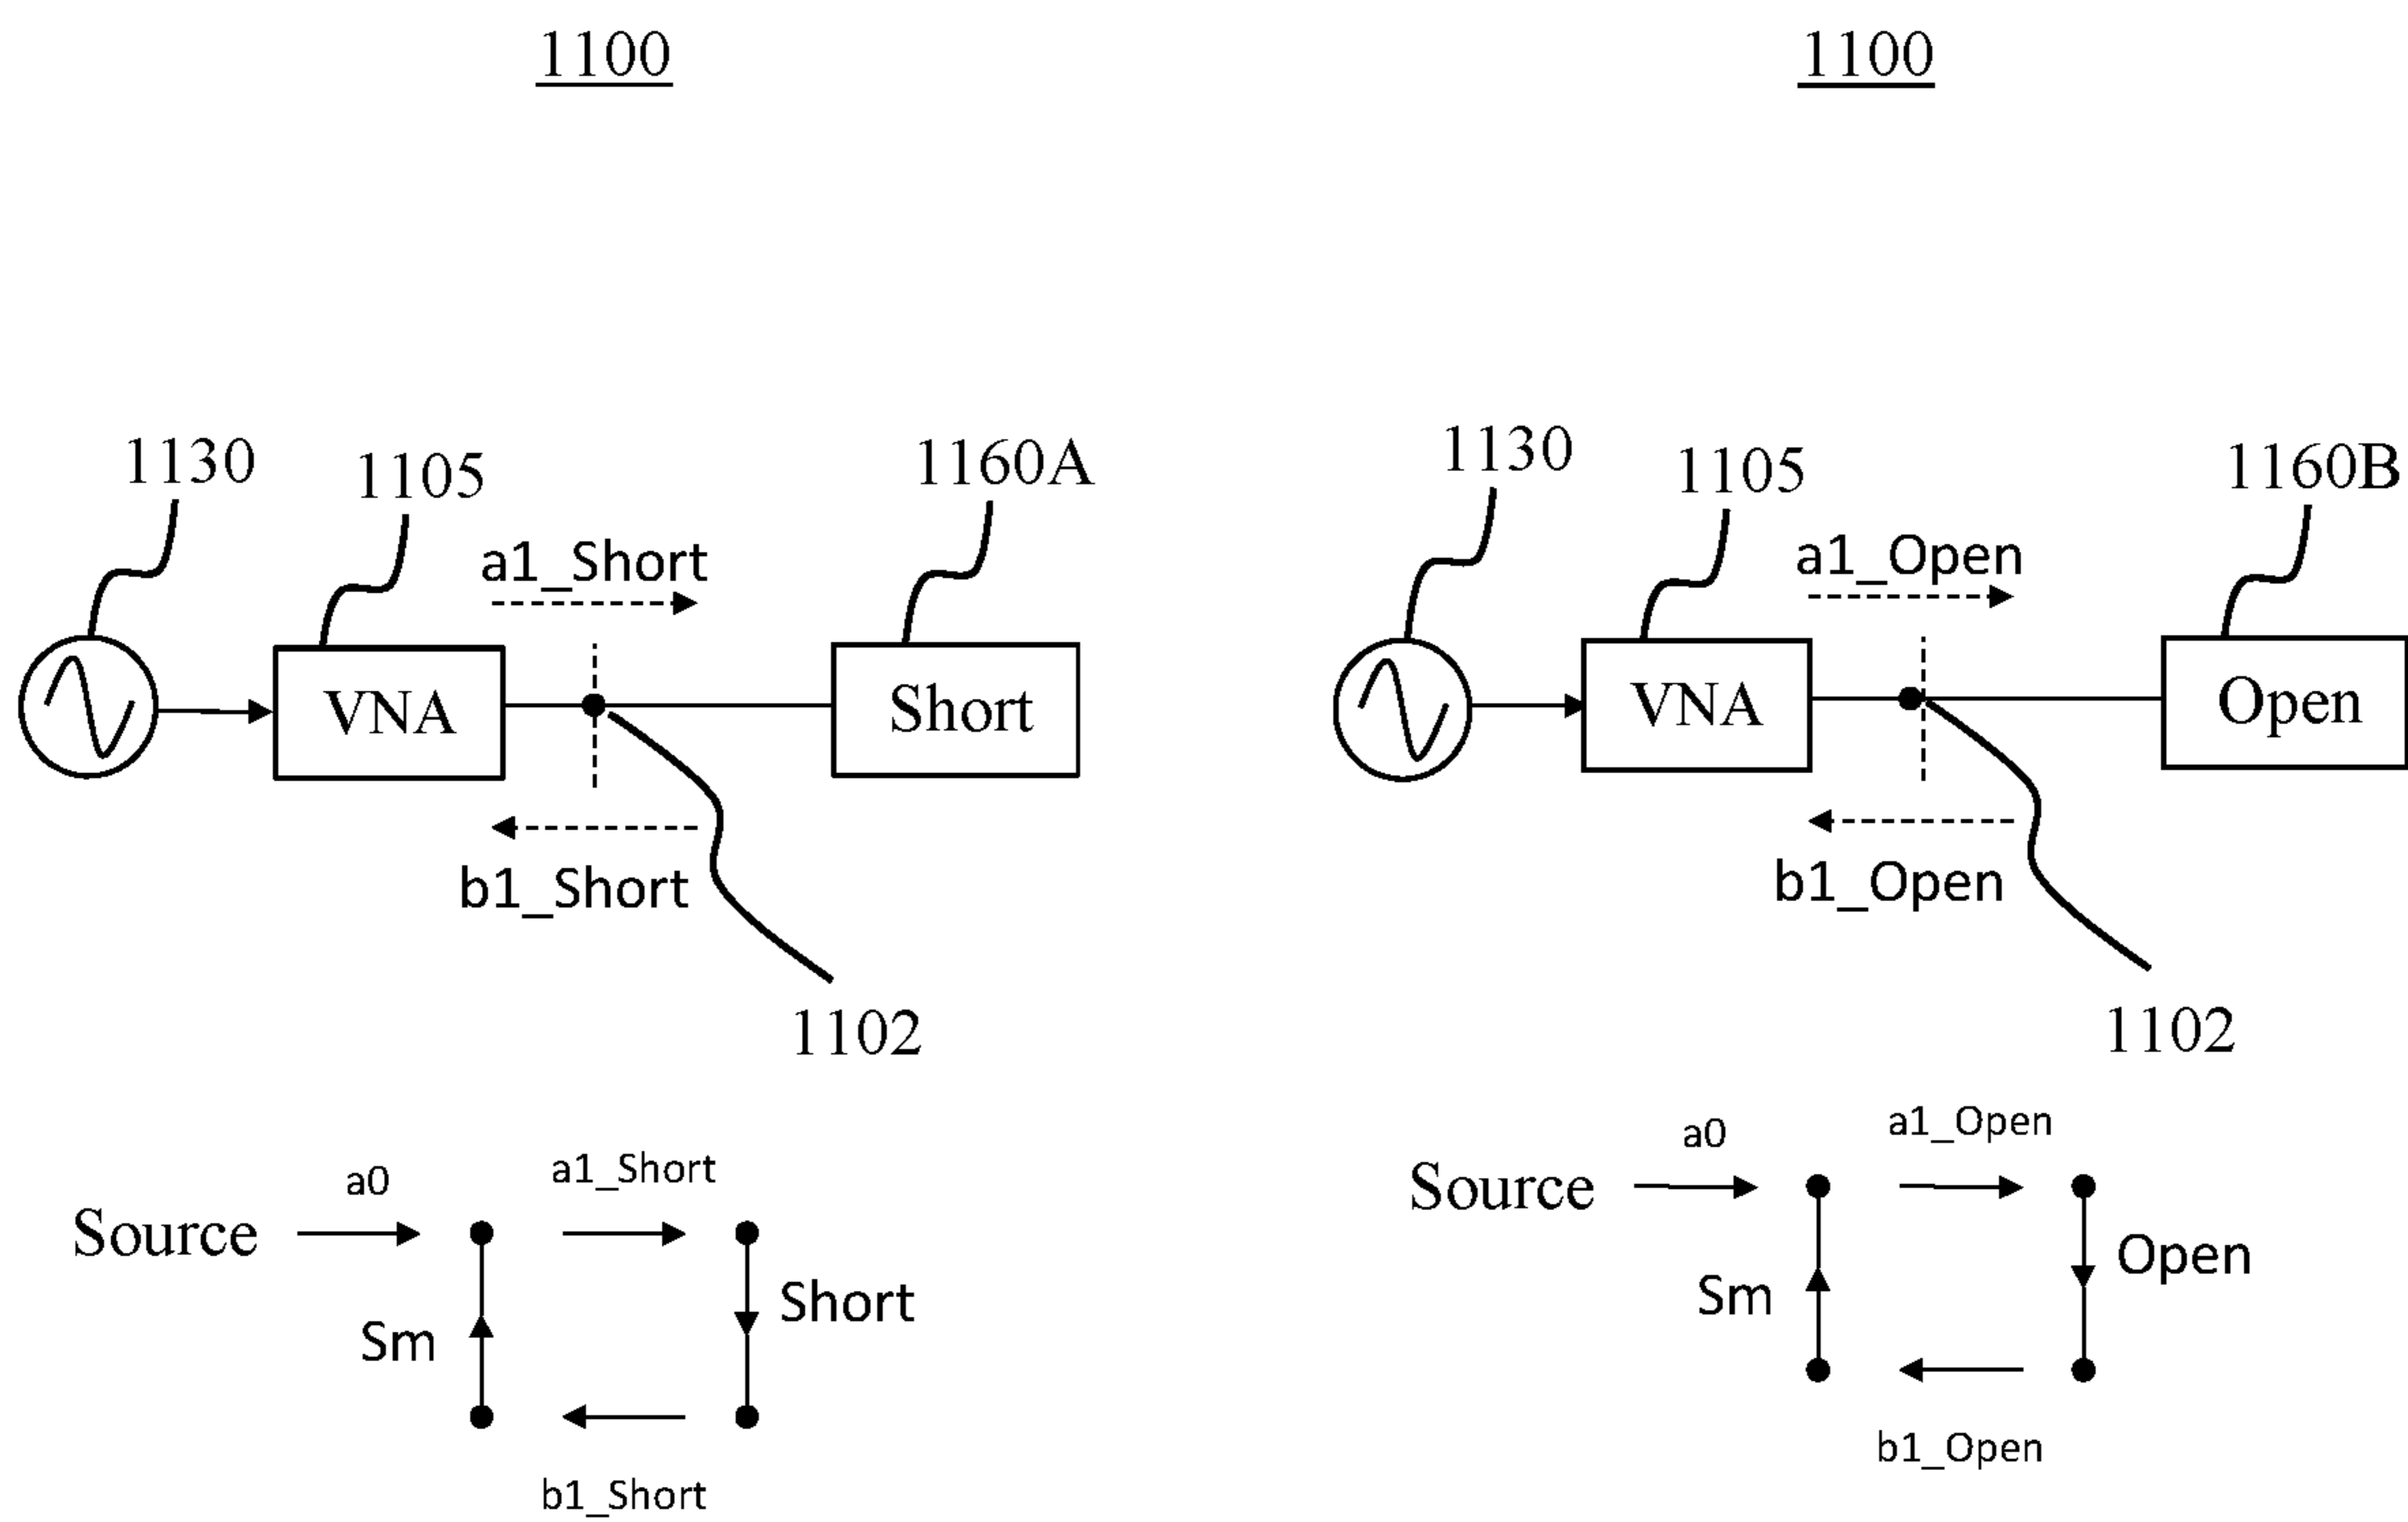 1100
1130
1105
1160A
a1_Short
VNA
Short
b1_Short
1102
a0
a1_Short
Source
Short
Sm
b1_Short
1100
1130
1105
1160B
a1_Open
VNA
Open
b1_Open
1102
a0
a1_Open
Source
Open
Sm
b1_Open